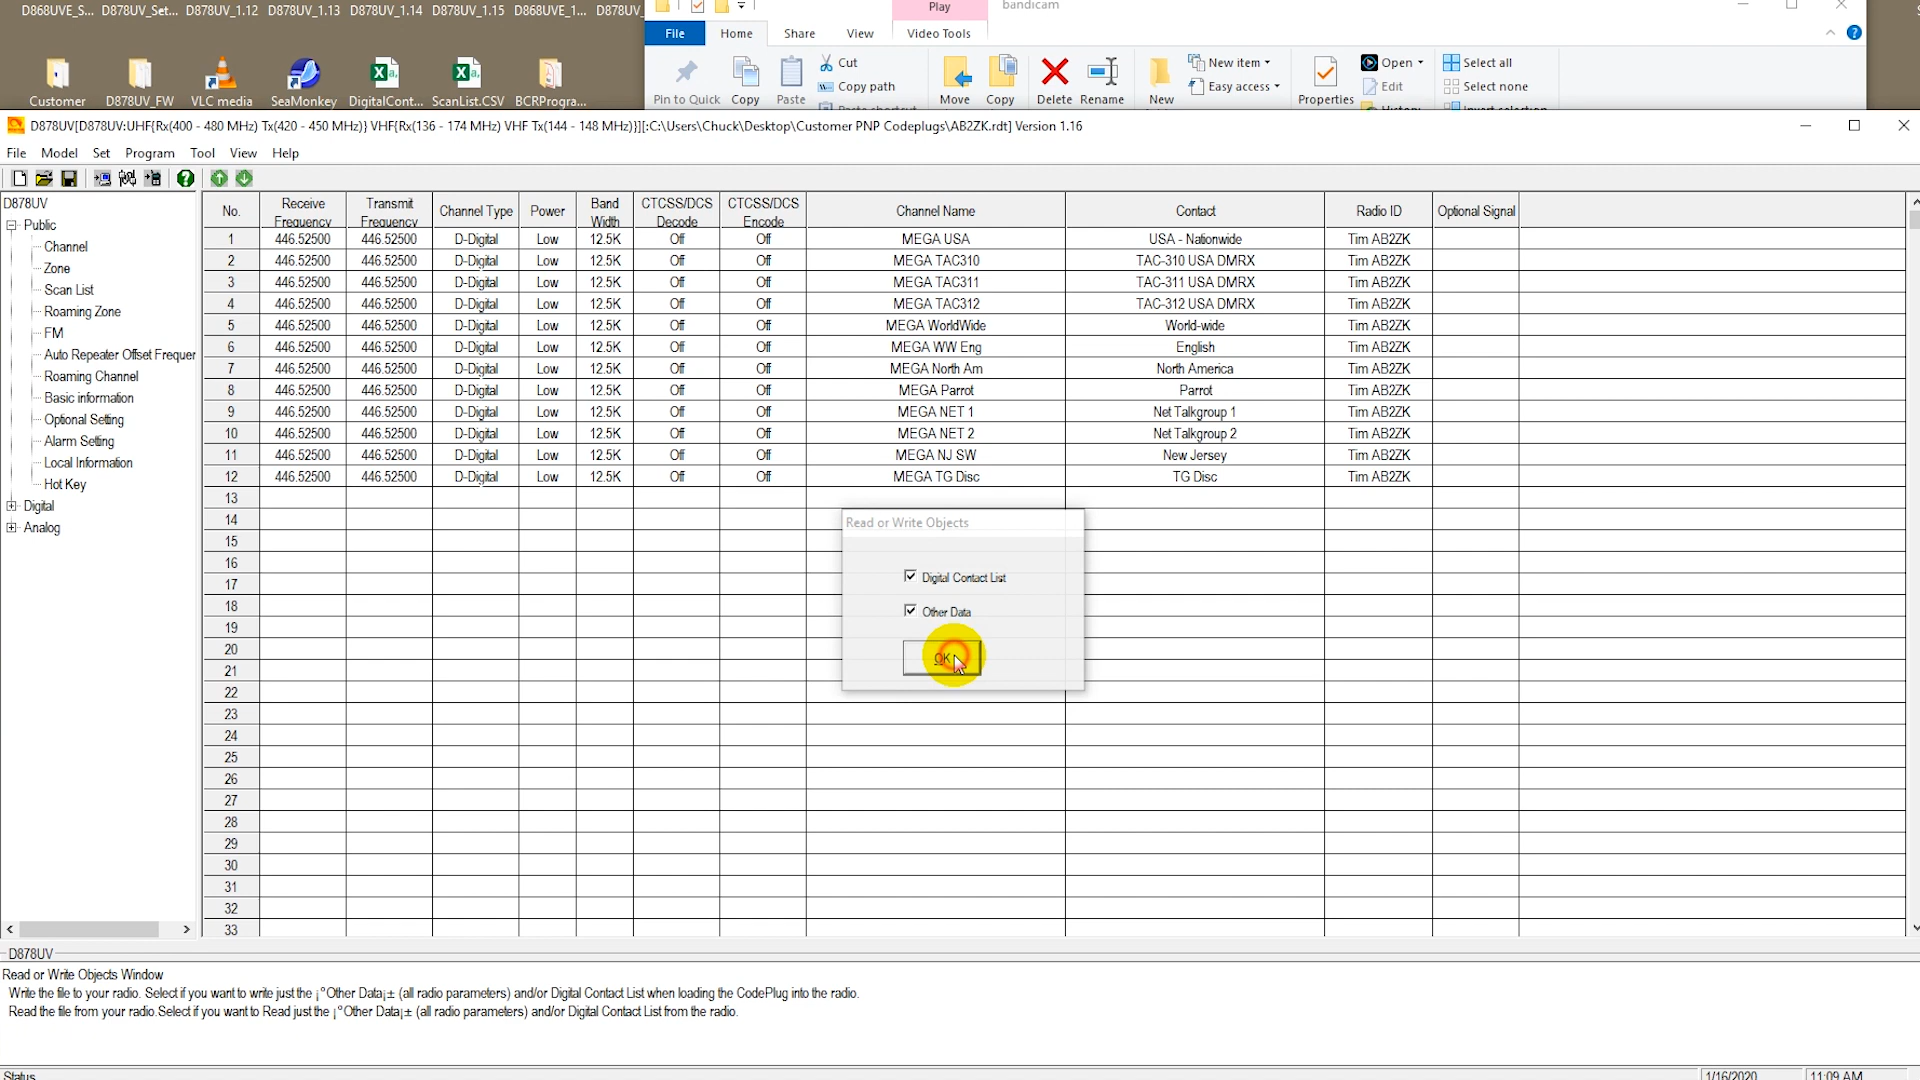 D868UVE_S... D878UV_Set... D878UV_1.12 D878UV_1.13 D878UV_1.14 D878UV_1.15 D868UVE_1... D878UV_
Play
bandicam
File Home Share View Video Tools
Customer D878UV_FW VLC media SeaMonkey DigitalCont... ScanList.CSV BCRProgra...
Pin to Quick Copy Paste Cut Copy path Move Copy Delete Rename New New item Easy access Properties Open Edit History Select all Select none
D878UV[D878UV:UHF{Rx(400 - 480 MHz) Tx(420 - 450 MHz)} VHF{Rx(136 - 174 MHz) VHF Tx(144 - 148 MHz)}][:C:\Users\Chuck\Desktop\Customer PNP Codeplugs\AB2ZK.rdt] Version 1.16
File Model Set Program Tool View Help
D878UV
Public
Channel
Zone
Scan List
Roaming Zone
FM
Auto Repeater Offset Frequer
Roaming Channel
Basic information
Optional Setting
Alarm Setting
Local Information
Hot Key
Digital
Analog
No. Receive Frequency Transmit Frequency Channel Type Power Band Width CTCSS/DCS Decode CTCSS/DCS Encode Channel Name Contact Radio ID Optional Signal
1 446.52500 446.52500 D-Digital Low 12.5K Off Off MEGA USA USA - Nationwide Tim AB2ZK
2 446.52500 446.52500 D-Digital Low 12.5K Off Off MEGA TAC310 TAC-310 USA DMRX Tim AB2ZK
3 446.52500 446.52500 D-Digital Low 12.5K Off Off MEGA TAC311 TAC-311 USA DMRX Tim AB2ZK
4 446.52500 446.52500 D-Digital Low 12.5K Off Off MEGA TAC312 TAC-312 USA DMRX Tim AB2ZK
5 446.52500 446.52500 D-Digital Low 12.5K Off Off MEGA WorldWide World-wide Tim AB2ZK
6 446.52500 446.52500 D-Digital Low 12.5K Off Off MEGA WW Eng English Tim AB2ZK
7 446.52500 446.52500 D-Digital Low 12.5K Off Off MEGA North Am North America Tim AB2ZK
8 446.52500 446.52500 D-Digital Low 12.5K Off Off MEGA Parrot Parrot Tim AB2ZK
9 446.52500 446.52500 D-Digital Low 12.5K Off Off MEGA NET 1 Net Talkgroup 1 Tim AB2ZK
10 446.52500 446.52500 D-Digital Low 12.5K Off Off MEGA NET 2 Net Talkgroup 2 Tim AB2ZK
11 446.52500 446.52500 D-Digital Low 12.5K Off Off MEGA NJ SW New Jersey Tim AB2ZK
12 446.52500 446.52500 D-Digital Low 12.5K Off Off MEGA TG Disc TG Disc Tim AB2ZK
13
14
15
16
17
18
19
20
21
22
23
24
25
26
27
28
29
30
31
32
33
Read or Write Objects
Digital Contact List
Other Data
OK
D878UV
Read or Write Objects Window
Write the file to your radio. Select if you want to write just the ¡°Other Data¡± (all radio parameters) and/or Digital Contact List when loading the CodePlug into the radio.
Read the file from your radio.Select if you want to Read just the ¡°Other Data¡± (all radio parameters) and/or Digital Contact List from the radio.
Status 1/16/2020 11:09 AM